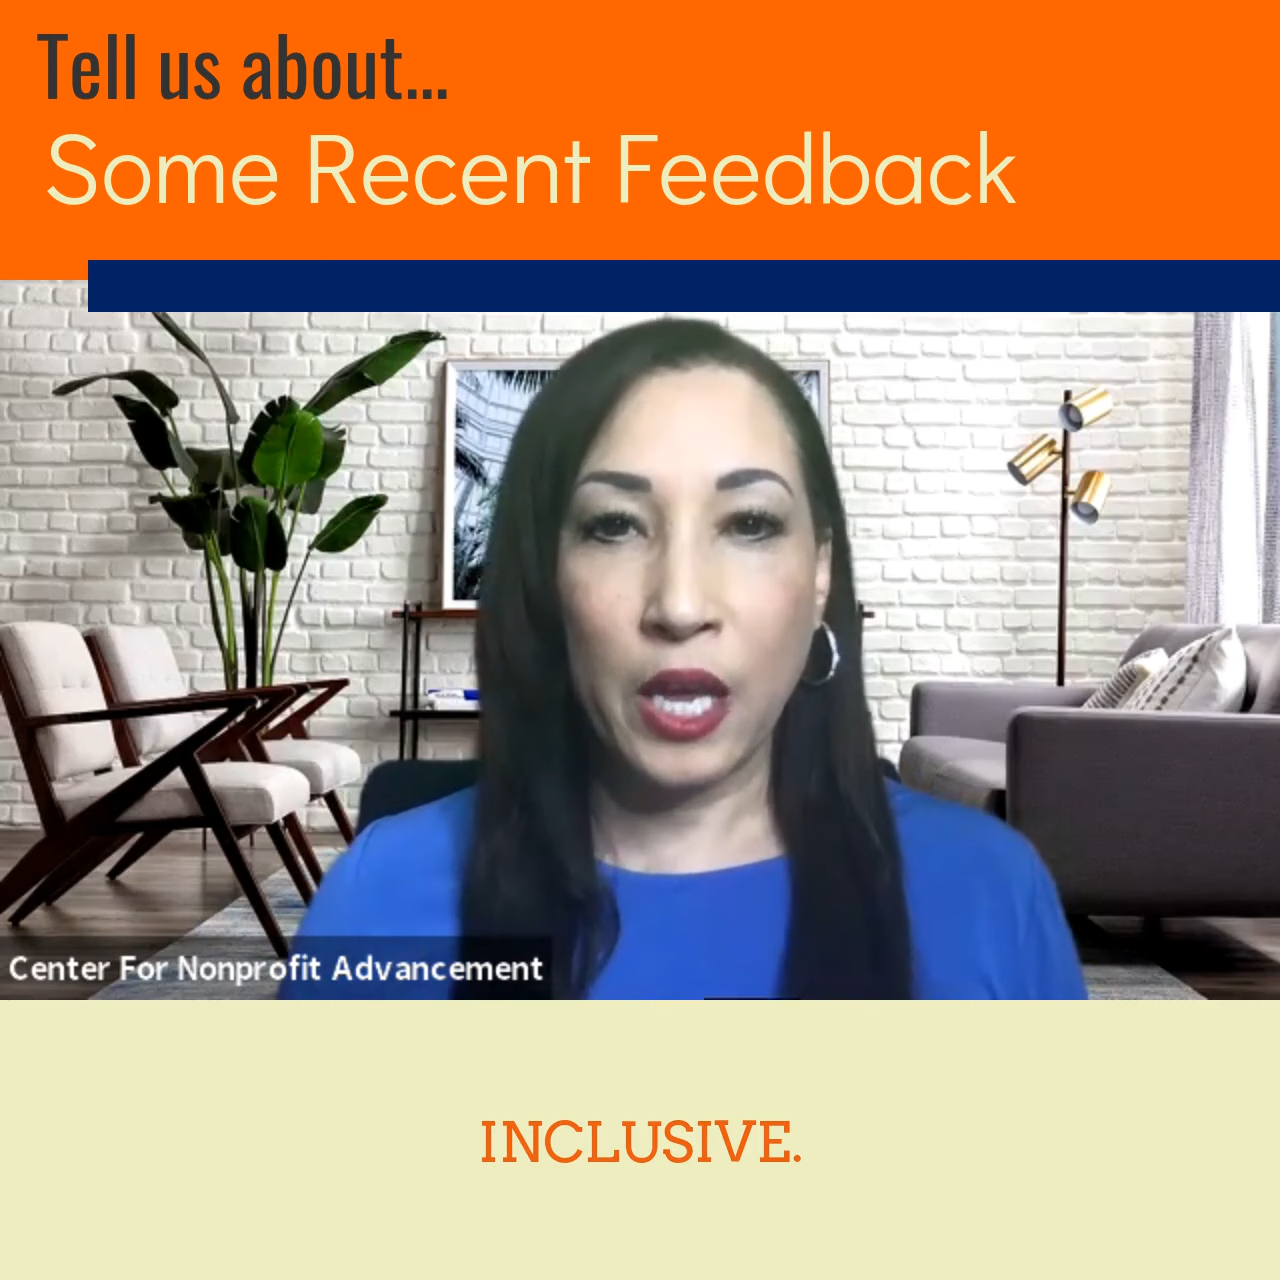 Tell us about...
Some Recent Feedback
Center For Nonprofit Advancement
INCLUSIVE.